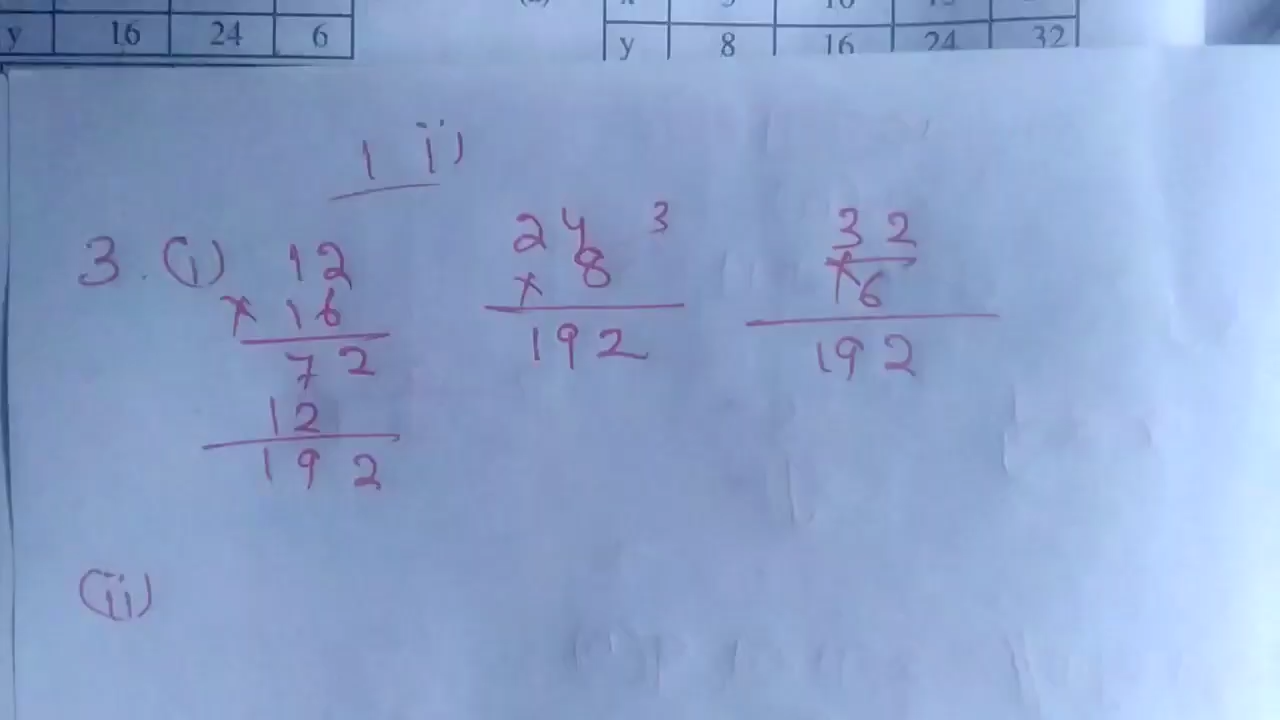 y 16 24 6
y 8 16 24 32
1 ii)
3. (i) 12 24 3 32
× 16 × 8 × 6
72 192 192
12
192
(ii)